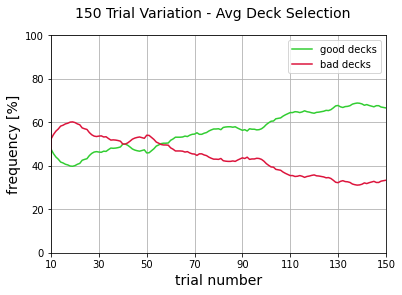 150 Trial Variation - Avg Deck Selection
frequency [%]
100
80
60
40
20
0
good decks
bad decks
10 30 50 70 90 110 130 150
trial number